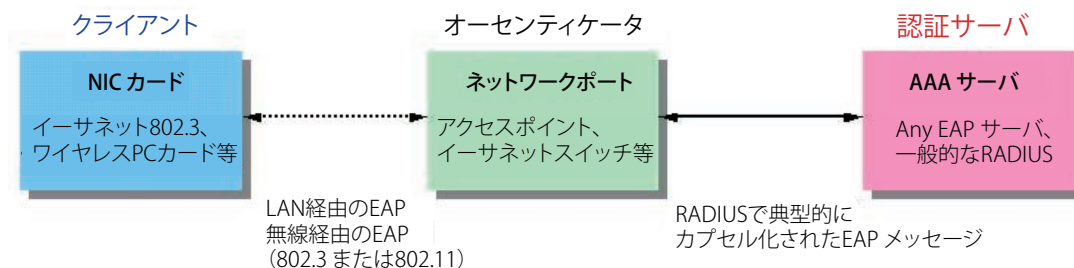 クライアント
オーセンティケータ
認証サーバ
NIC カード
イーサネット802.3、
ワイヤレスPCカード等
ネットワークポート
アクセスポイント、
イーサネットスイッチ等
AAA サーバ
Any EAP サーバ、
一般的なRADIUS
LAN経由のEAP
無線経由のEAP
（802.3 または802.11）
RADIUSで典型的に
カプセル化されたEAP メッセージ